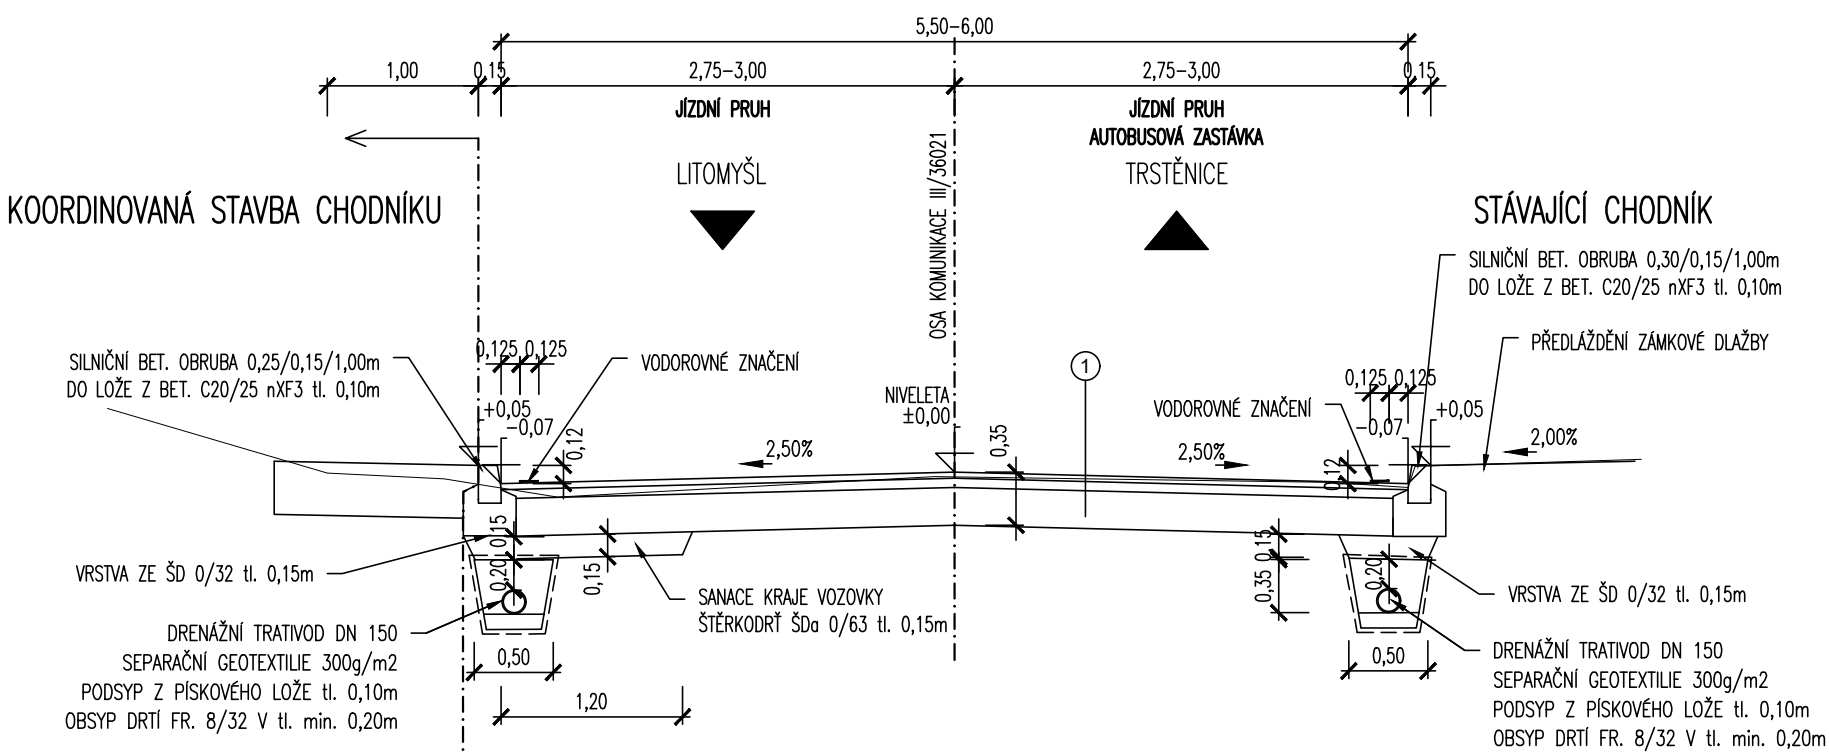 5,50-6,00
1,00
0,15
2,75-3,00
2,75-3,00
0,15
JÍZDNÍ PRUH
JÍZDNÍ PRUH
AUTOBUSOVÁ ZASTÁVKA
LITOMYŠL
TRSTĚNICE
OSA KOMUNIKACE III/36021
KOORDINOVANÁ STAVBA CHODNÍKU
STÁVAJÍCÍ CHODNÍK
SILNIČNÍ BET. OBRUBA 0,30/0,15/1,00m
DO LOŽE Z BET. C20/25 nXF3 tl. 0,10m
PŘEDLÁŽDĚNÍ ZÁMKOVÉ DLAŽBY
SILNIČNÍ BET. OBRUBA 0,25/0,15/1,00m
DO LOŽE Z BET. C20/25 nXF3 tl. 0,10m
0,125
0,125
VODOROVNÉ ZNAČENÍ
1
0,125
0,125
NIVELETA
±0,00
VODOROVNÉ ZNAČENÍ
+0,05
-0,07
0,12
2,50%
0,35
2,50%
0,12
-0,07
+0,05
2,00%
0,15
0,20
0,15
0,15
0,35
0,20
VRSTVA ZE ŠD 0/32 tl. 0,15m
SANACE KRAJE VOZOVKY
ŠTĚRKODRŤ ŠDa 0/63 tl. 0,15m
VRSTVA ZE ŠD 0/32 tl. 0,15m
DRENÁŽNÍ TRATIVOD DN 150
SEPARAČNÍ GEOTEXTILIE 300g/m2
PODSYP Z PÍSKOVÉHO LOŽE tl. 0,10m
OBSYP DRTÍ FR. 8/32 V tl. min. 0,20m
0,50
1,20
0,50
DRENÁŽNÍ TRATIVOD DN 150
SEPARAČNÍ GEOTEXTILIE 300g/m2
PODSYP Z PÍSKOVÉHO LOŽE tl. 0,10m
OBSYP DRTÍ FR. 8/32 V tl. min. 0,20m